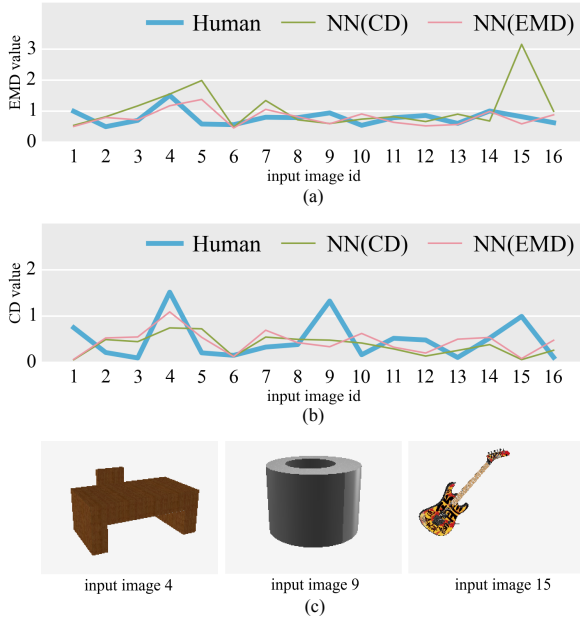 Human NN(CD) NN(EMD)
EMD value
3
2
1
0
1 2 3 4 5 6 7 8 9 10 11 12 13 14 15 16
input image id
(a)
Human NN(CD) NN(EMD)
CD value
2
1
0
1 2 3 4 5 6 7 8 9 10 11 12 13 14 15 16
input image id
(b)
input image 4 input image 9 input image 15
(c)